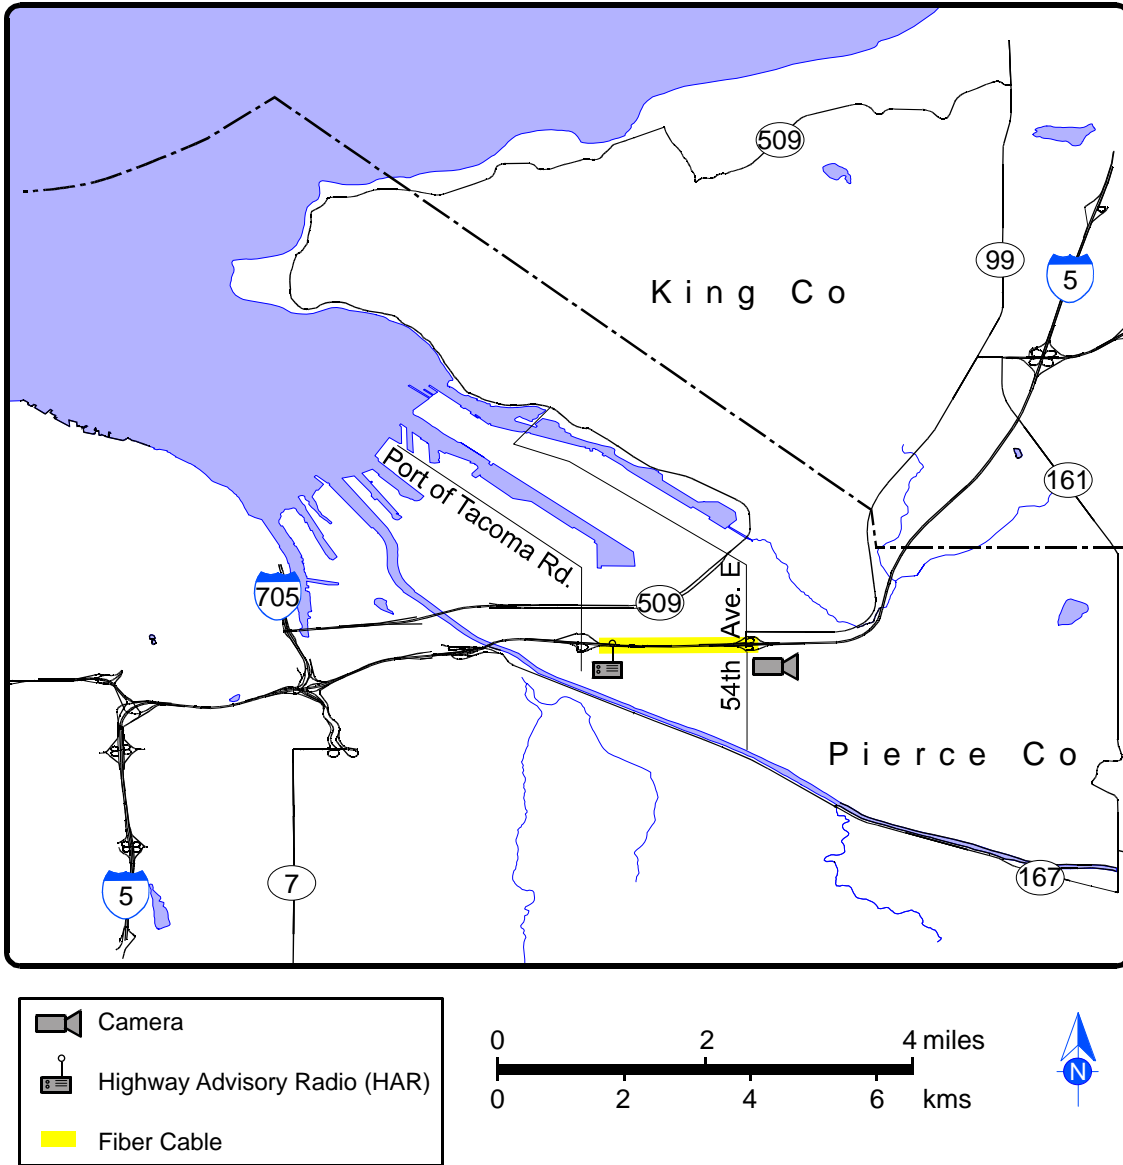 509
King Co
99
5
161
Port of Tacoma Rd.
54th Ave. E
705
509
Pierce Co
5
7
167
Camera
Highway Advisory Radio (HAR)
Fiber Cable
0 2 4 miles
0 2 4 6 kms
N